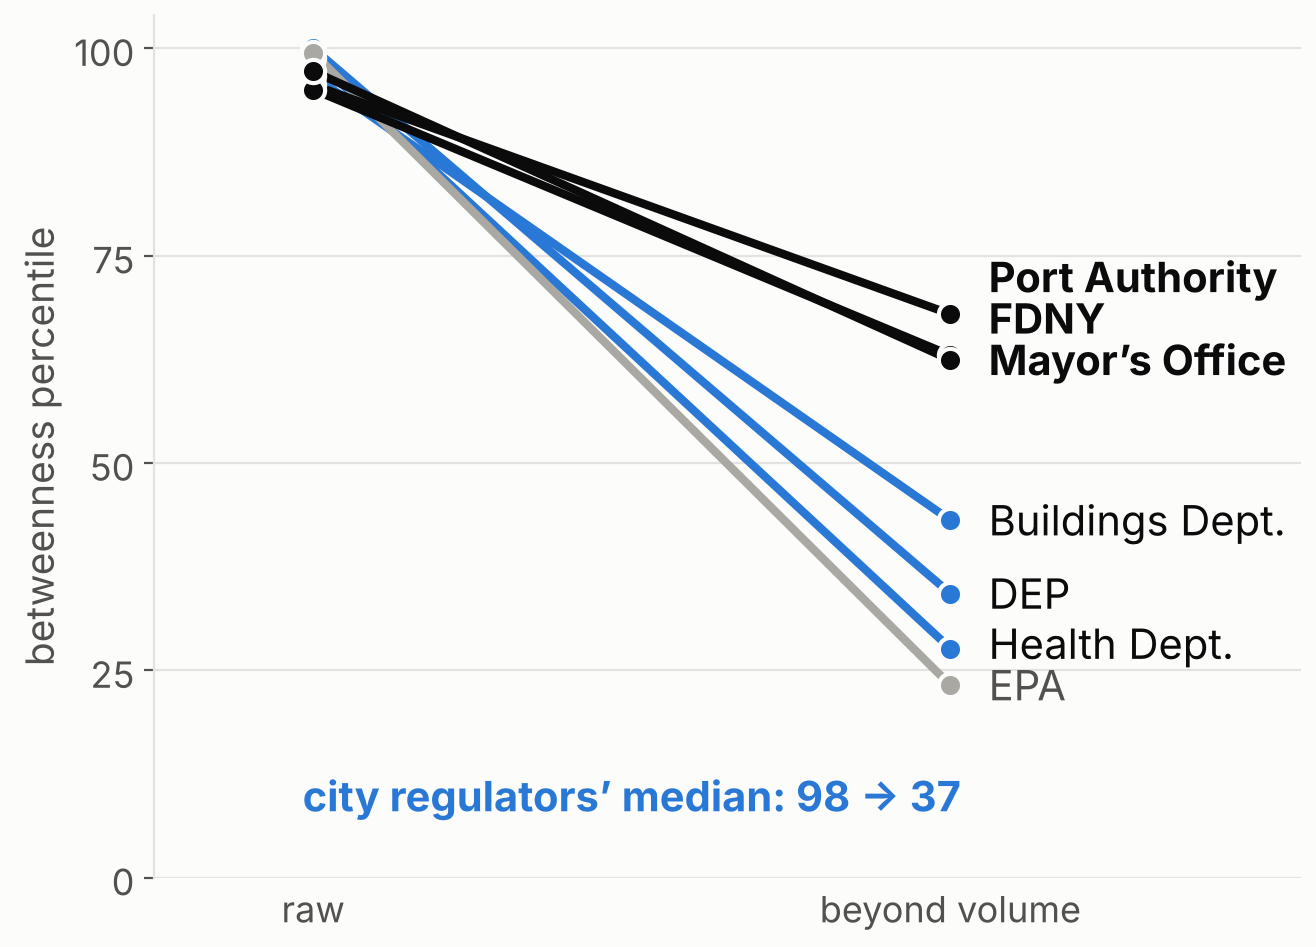 100
75
50
25
0
betweenness percentile
Port Authority
FDNY
Mayor’s Office
Buildings Dept.
DEP
Health Dept.
EPA
city regulators’ median: 98 → 37
raw
beyond volume